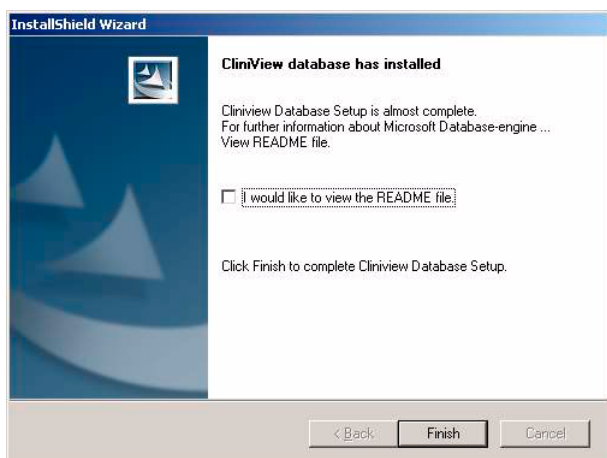 InstallShield Wizard
CliniView database has installed
Cliniview Database Setup is almost complete.
For further information about Microsoft Database-engine ...
View README file.
I would like to view the README file.
Click Finish to complete Cliniview Database Setup.
< Back
Finish
Cancel